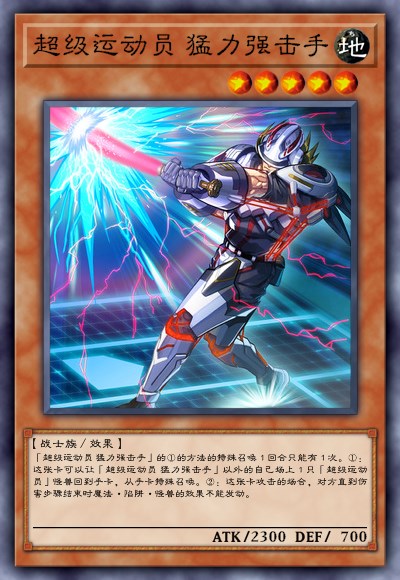 超级运动员 猛力强击手
地
【战士族/效果】
「超级运动员 猛力强击手」的①的方法的特殊召唤1回合只能有1次。①：
这张卡可以让「超级运动员 猛力强击手」以外的自己场上1只「超级运动
员」怪兽回到手卡，从手卡特殊召唤。②：这张卡攻击的场合，对方直到伤
害步骤结束时魔法·陷阱·怪兽的效果不能发动。
ATK/2300 DEF/ 700